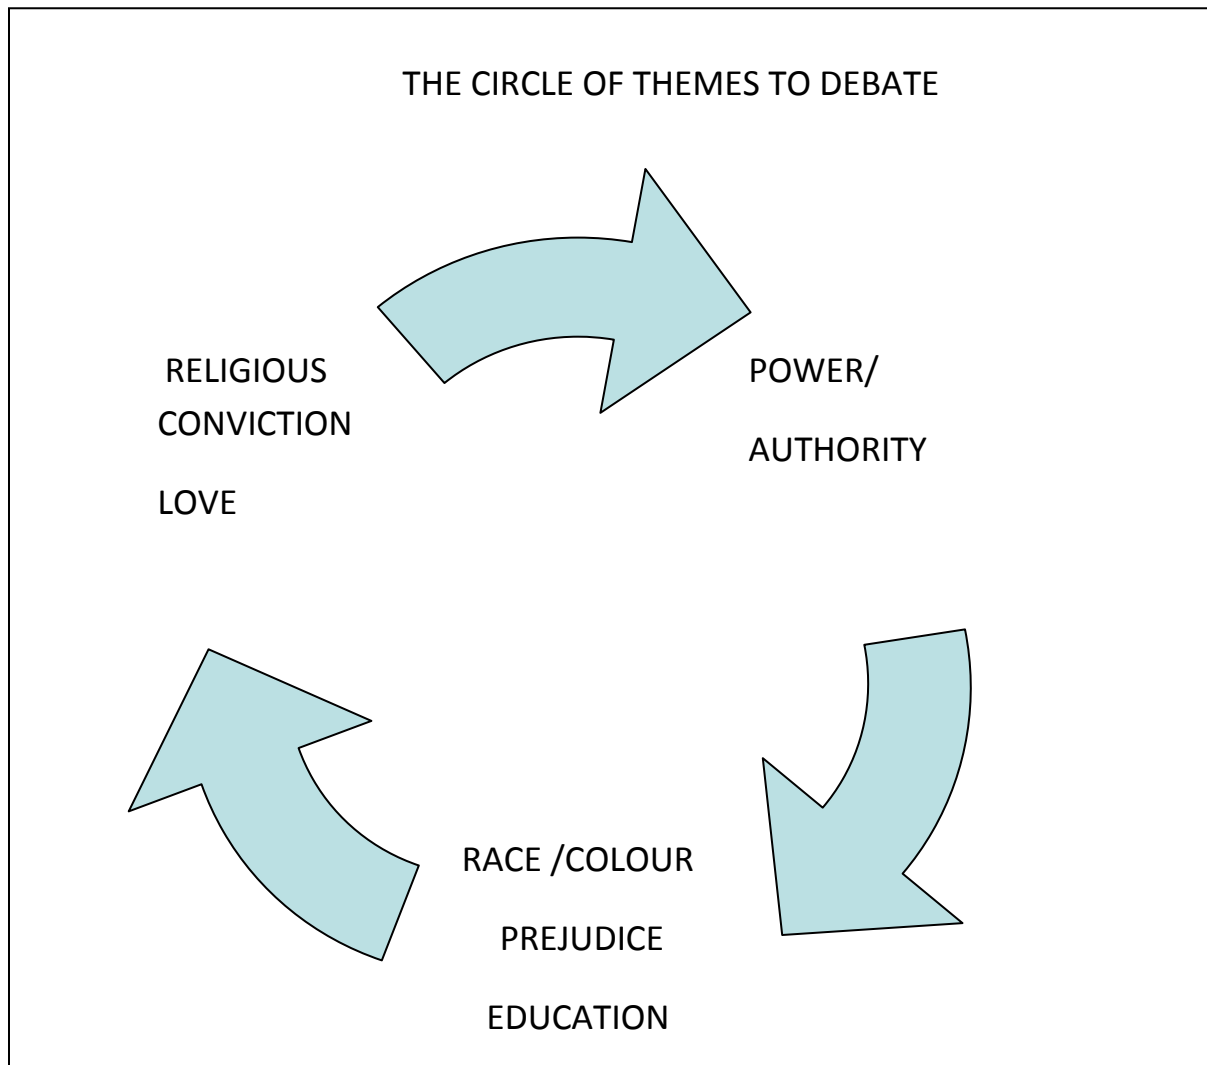 THE CIRCLE OF THEMES TO DEBATE
RELIGIOUS
CONVICTION
LOVE
POWER/
AUTHORITY
RACE /COLOUR
PREJUDICE
EDUCATION